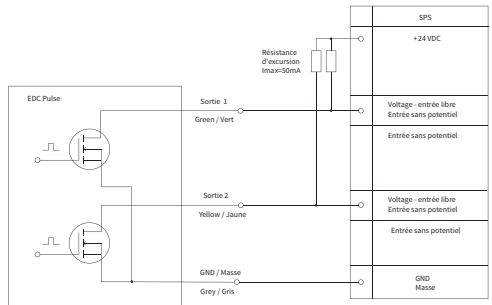 SPS
+24 VDC
Résistance
d'excursion
Imax=50mA
EDC Pulse
Sortie 1
Green / Vert
Voltage - entrée libre
Entrée sans potentiel
Entrée sans potentiel
Sortie 2
Yellow / Jaune
Voltage - entrée libre
Entrée sans potentiel
Entrée sans potentiel
GND / Masse
Grey / Gris
GND
Masse